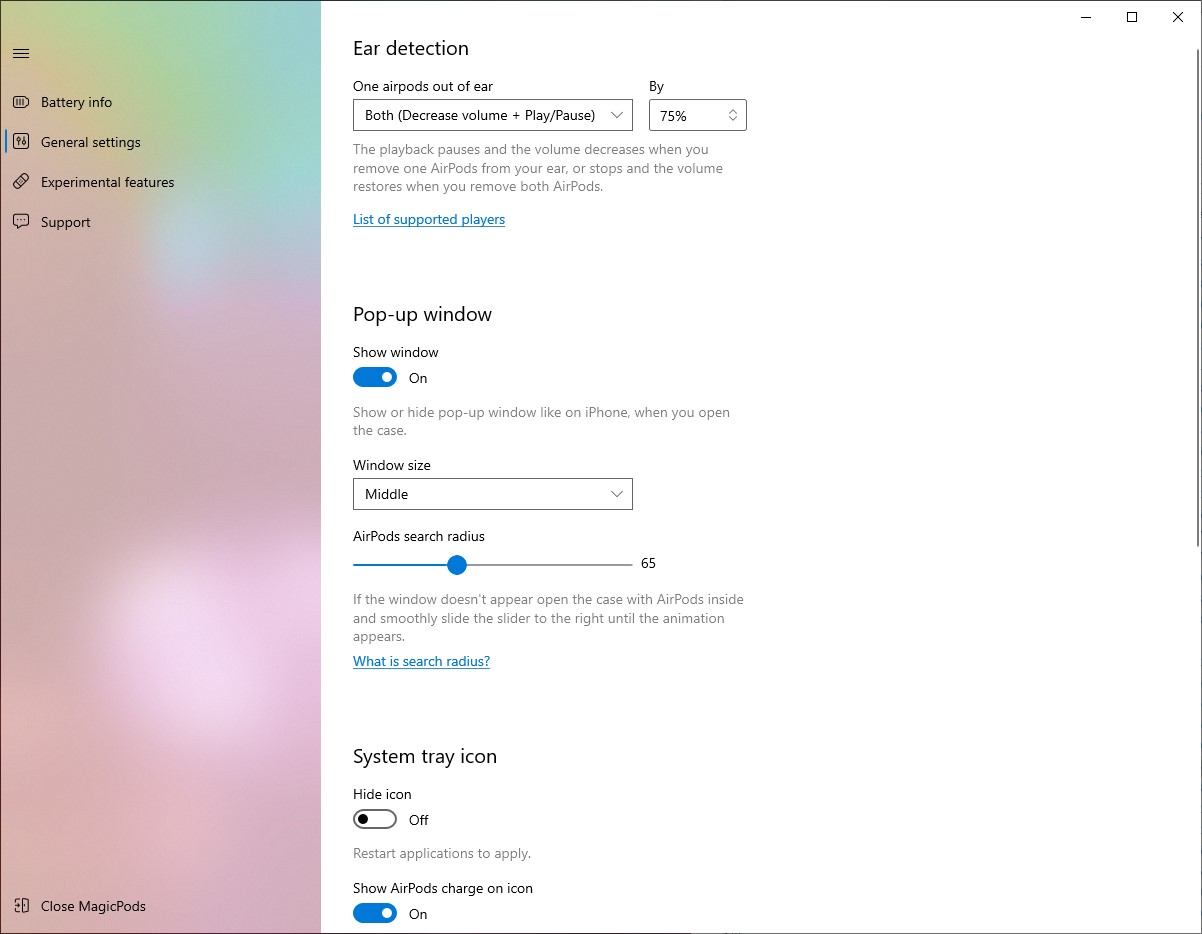 Battery info
General settings
Experimental features
Support
Close MagicPods
Ear detection
One airpods out of ear
By
Both (Decrease volume + Play/Pause)
75%
The playback pauses and the volume decreases when you
remove one AirPods from your ear, or stops and the volume
restores when you remove both AirPods.
List of supported players
Pop-up window
Show window
On
Show or hide pop-up window like on iPhone, when you open
the case.
Window size
Middle
AirPods search radius
65
If the window doesn't appear open the case with AirPods inside
and smoothly slide the slider to the right until the animation
appears.
What is search radius?
System tray icon
Hide icon
Off
Restart applications to apply.
Show AirPods charge on icon
On